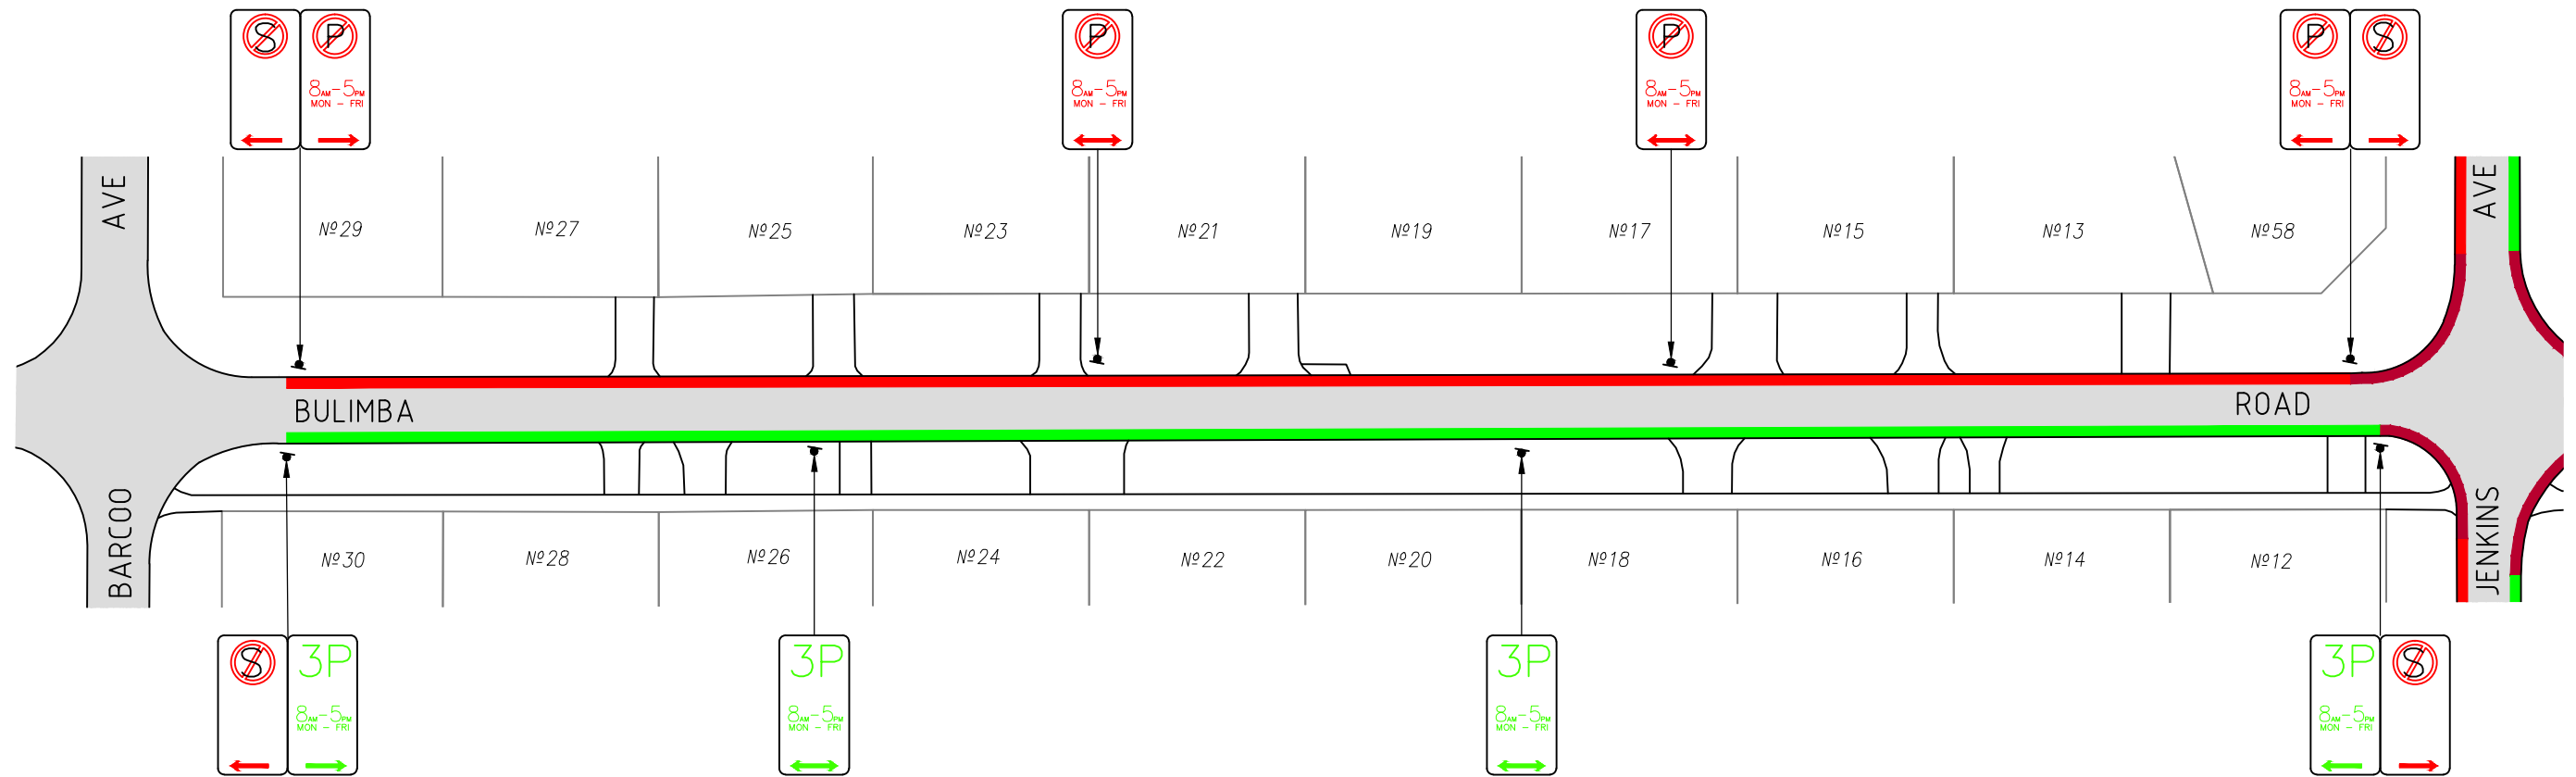 S P
8AM-5PM
MON - FRI
P
8AM-5PM
MON - FRI
P
8AM-5PM
MON - FRI
P S
8AM-5PM
MON - FRI
AVE
AVE
Nº29
Nº27
Nº25
Nº23
Nº21
Nº19
Nº17
Nº15
Nº13
Nº58
BULIMBA
ROAD
BARCOO
JENKINS
Nº30
Nº28
Nº26
Nº24
Nº22
Nº20
Nº18
Nº16
Nº14
Nº12
S 3P
8AM-5PM
MON - FRI
3P
8AM-5PM
MON - FRI
3P
8AM-5PM
MON - FRI
3P S
8AM-5PM
MON - FRI